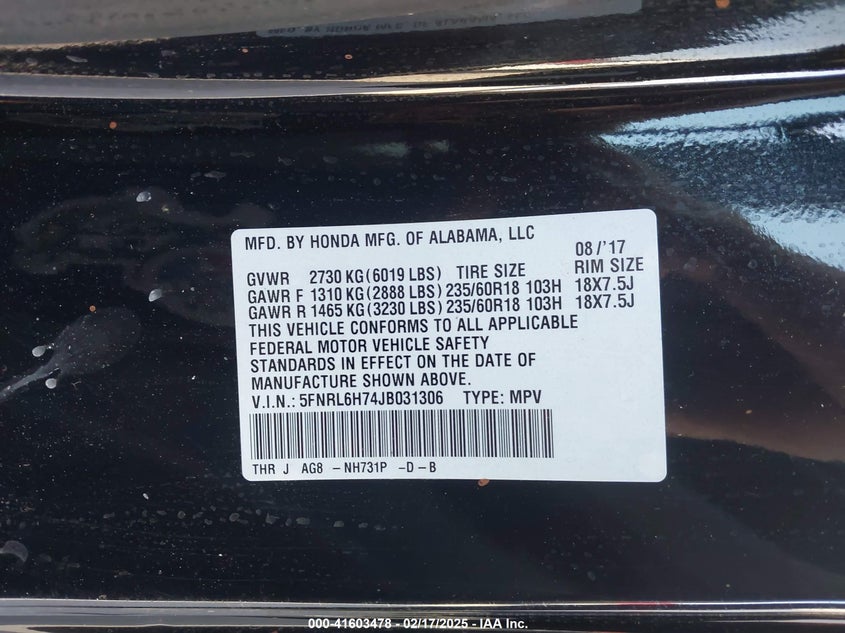 MFD. BY HONDA MFG. OF ALABAMA, LLC
08/'17
GVWR 2730 KG(6019 LBS) TIRE SIZE RIM SIZE
GAWR F 1310 KG(2888 LBS) 235/60R18 103H 18X7.5J
GAWR R 1465 KG(3230 LBS) 235/60R18 103H 18X7.5J
THIS VEHICLE CONFORMS TO ALL APPLICABLE
FEDERAL MOTOR VEHICLE SAFETY
STANDARDS IN EFFECT ON THE DATE OF
MANUFACTURE SHOWN ABOVE.
V.I.N.: 5FNRL6H74JB031306 TYPE: MPV
THR J AG8 – NH731P –D – B
000-41603478 – 02/17/2025 – IAA Inc.